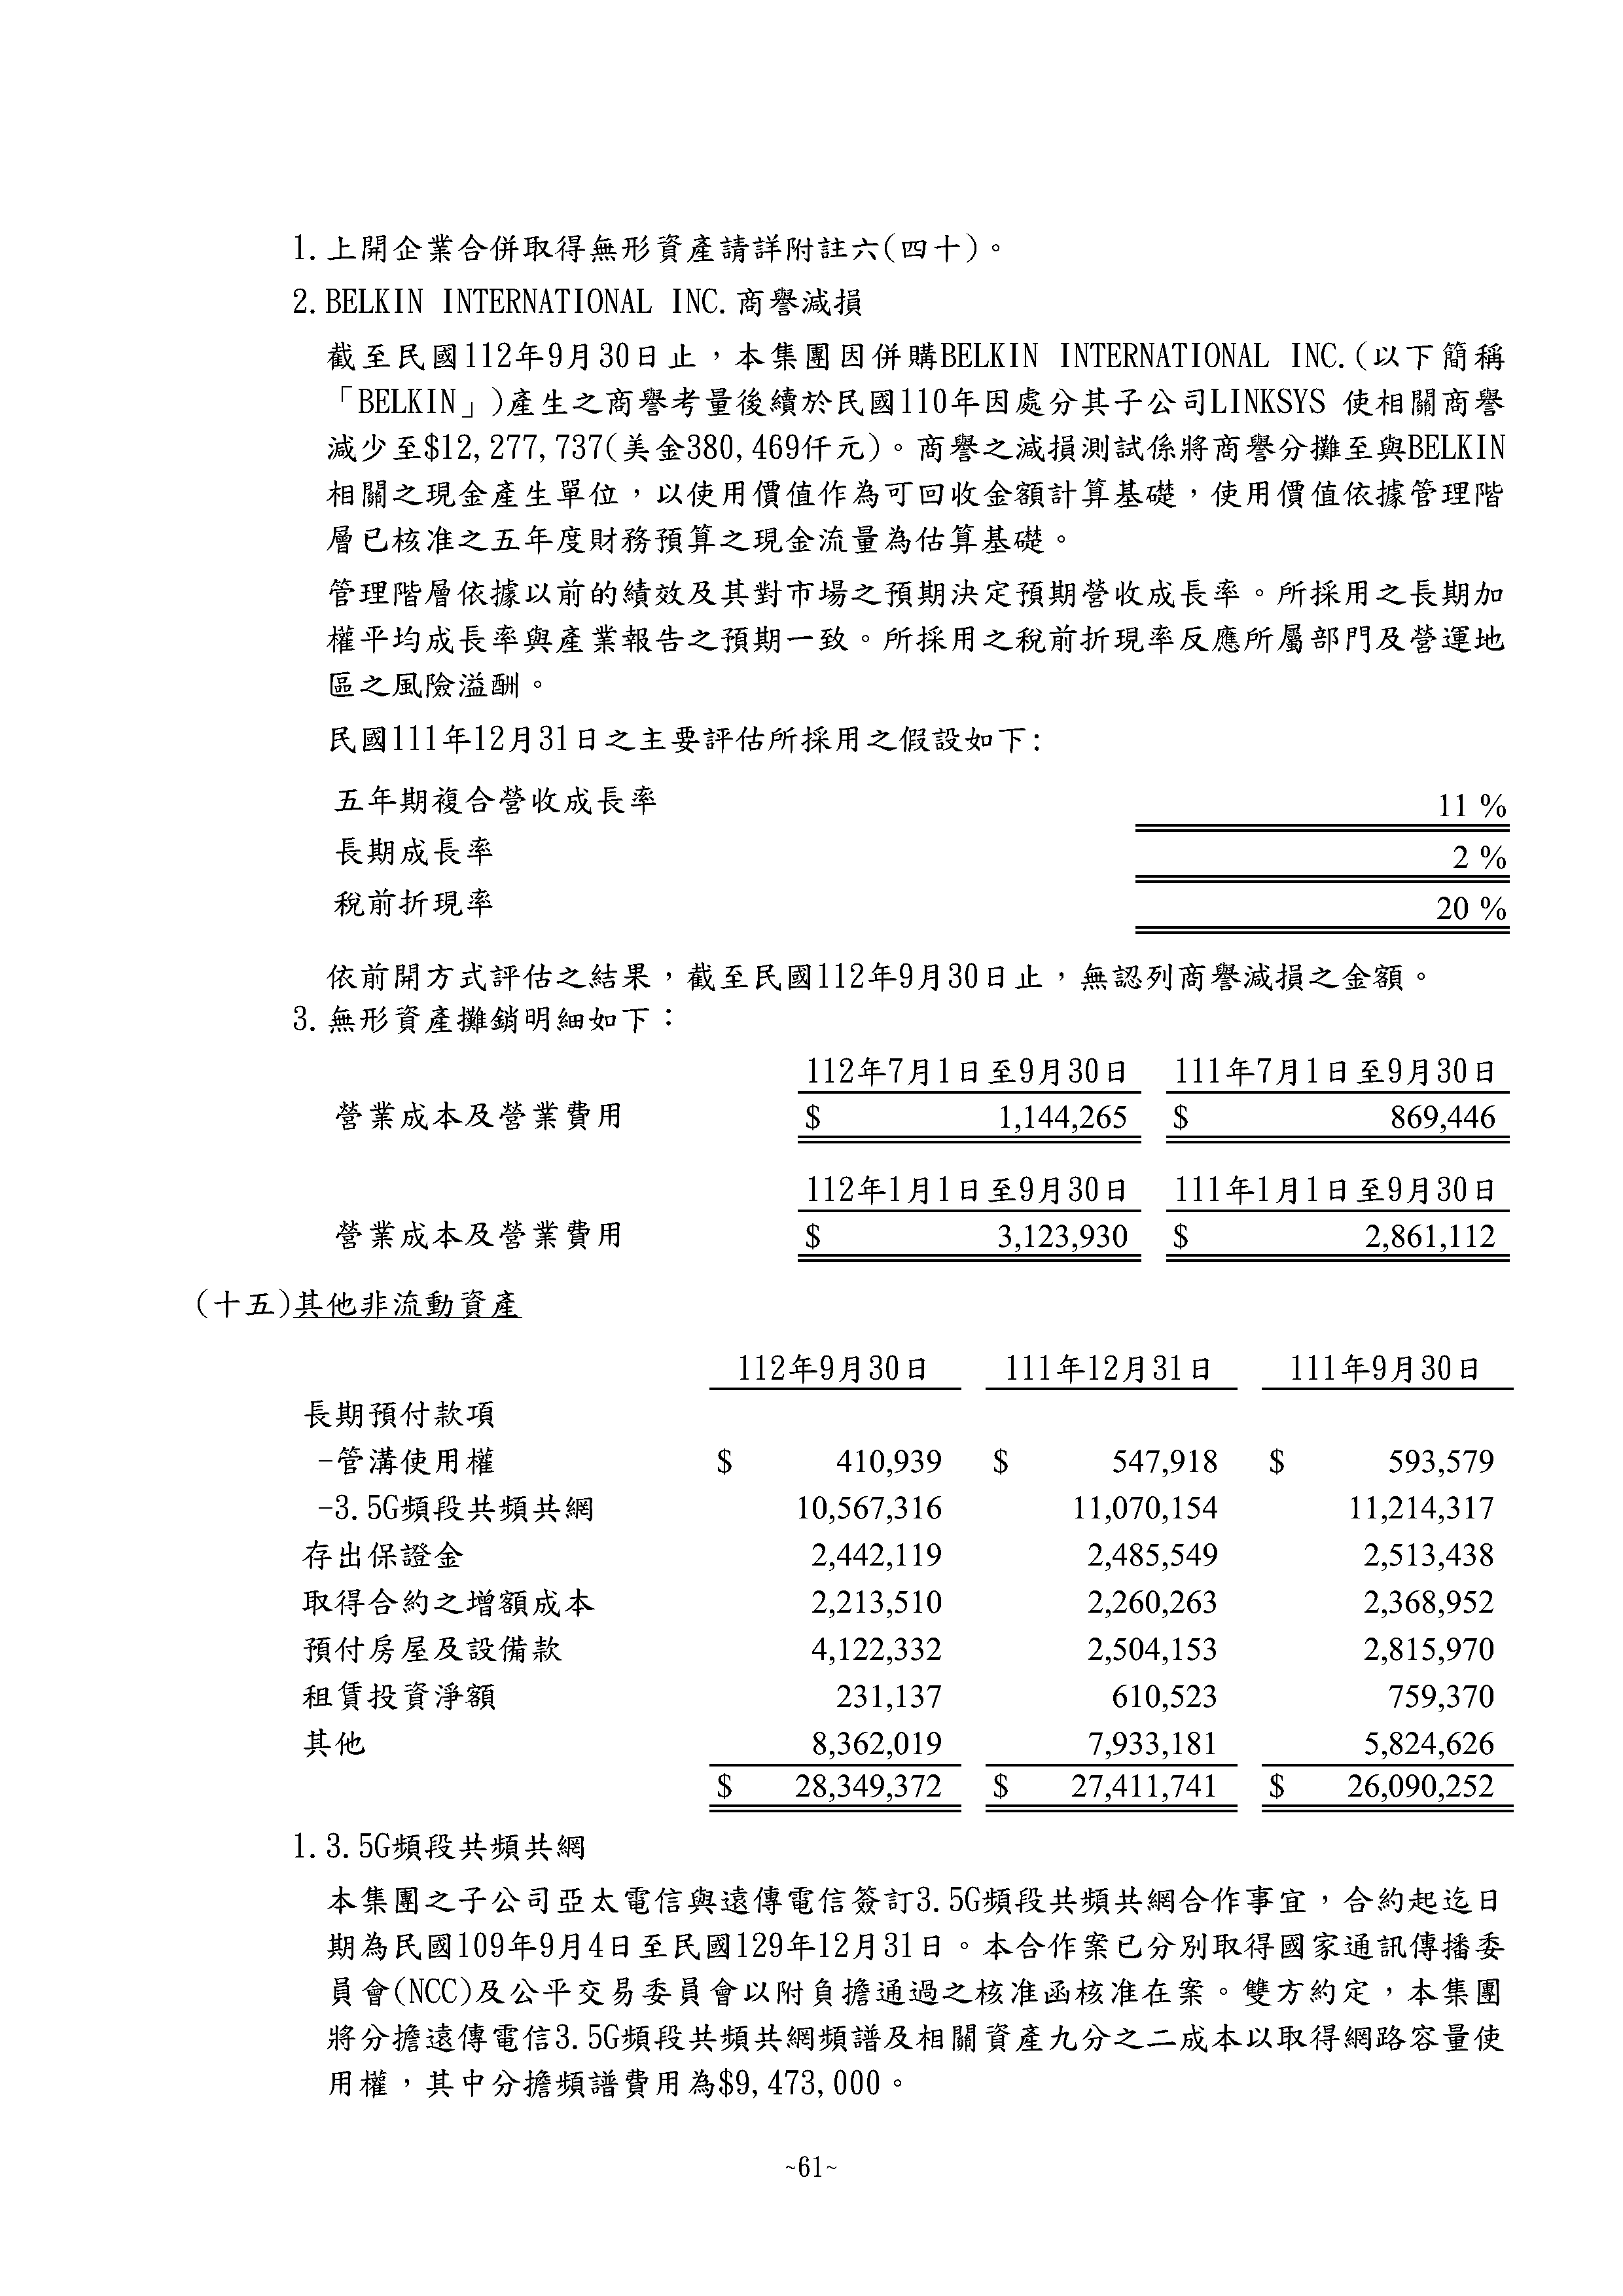 1.上開企業合併取得無形資產請詳附註六(四十)。
2.BELKIN INTERNATIONAL INC.商譽減損
截至民國112年9月30日止，本集團因併購BELKIN INTERNATIONAL INC.(以下簡稱
「BELKIN」)產生之商譽考量後續於民國110年因處分其子公司LINKSYS 使相關商譽
減少至$12,277,737(美金380,469仟元)。商譽之減損測試係將商譽分攤至與BELKIN
相關之現金產生單位，以使用價值作為可回收金額計算基礎，使用價值依據管理階
層已核准之五年度財務預算之現金流量為估算基礎。
管理階層依據以前的績效及其對市場之預期決定預期營收成長率。所採用之長期加
權平均成長率與產業報告之預期一致。所採用之稅前折現率反應所屬部門及營運地
區之風險溢酬。
民國111年12月31日之主要評估所採用之假設如下:
五年期複合營收成長率 11 %
長期成長率 2 %
稅前折現率 20 %
依前開方式評估之結果，截至民國112年9月30日止，無認列商譽減損之金額。
3.無形資產攤銷明細如下：
112年7月1日至9月30日 111年7月1日至9月30日
營業成本及營業費用 $ 1,144,265 $ 869,446
112年1月1日至9月30日 111年1月1日至9月30日
營業成本及營業費用 $ 3,123,930 $ 2,861,112
(十五)其他非流動資產
112年9月30日 111年12月31日 111年9月30日
長期預付款項
-管溝使用權 $ 410,939 $ 547,918 $ 593,579
-3.5G頻段共頻共網 10,567,316 11,070,154 11,214,317
存出保證金 2,442,119 2,485,549 2,513,438
取得合約之增額成本 2,213,510 2,260,263 2,368,952
預付房屋及設備款 4,122,332 2,504,153 2,815,970
租賃投資淨額 231,137 610,523 759,370
其他 8,362,019 7,933,181 5,824,626
$ 28,349,372 $ 27,411,741 $ 26,090,252
1.3.5G頻段共頻共網
本集團之子公司亞太電信與遠傳電信簽訂3.5G頻段共頻共網合作事宜，合約起迄日
期為民國109年9月4日至民國129年12月31日。本合作案已分別取得國家通訊傳播委
員會(NCC)及公平交易委員會以附負擔通過之核准函核准在案。雙方約定，本集團
將分擔遠傳電信3.5G頻段共頻共網頻譜及相關資產九分之二成本以取得網路容量使
用權，其中分擔頻譜費用為$9,473,000。
~61~